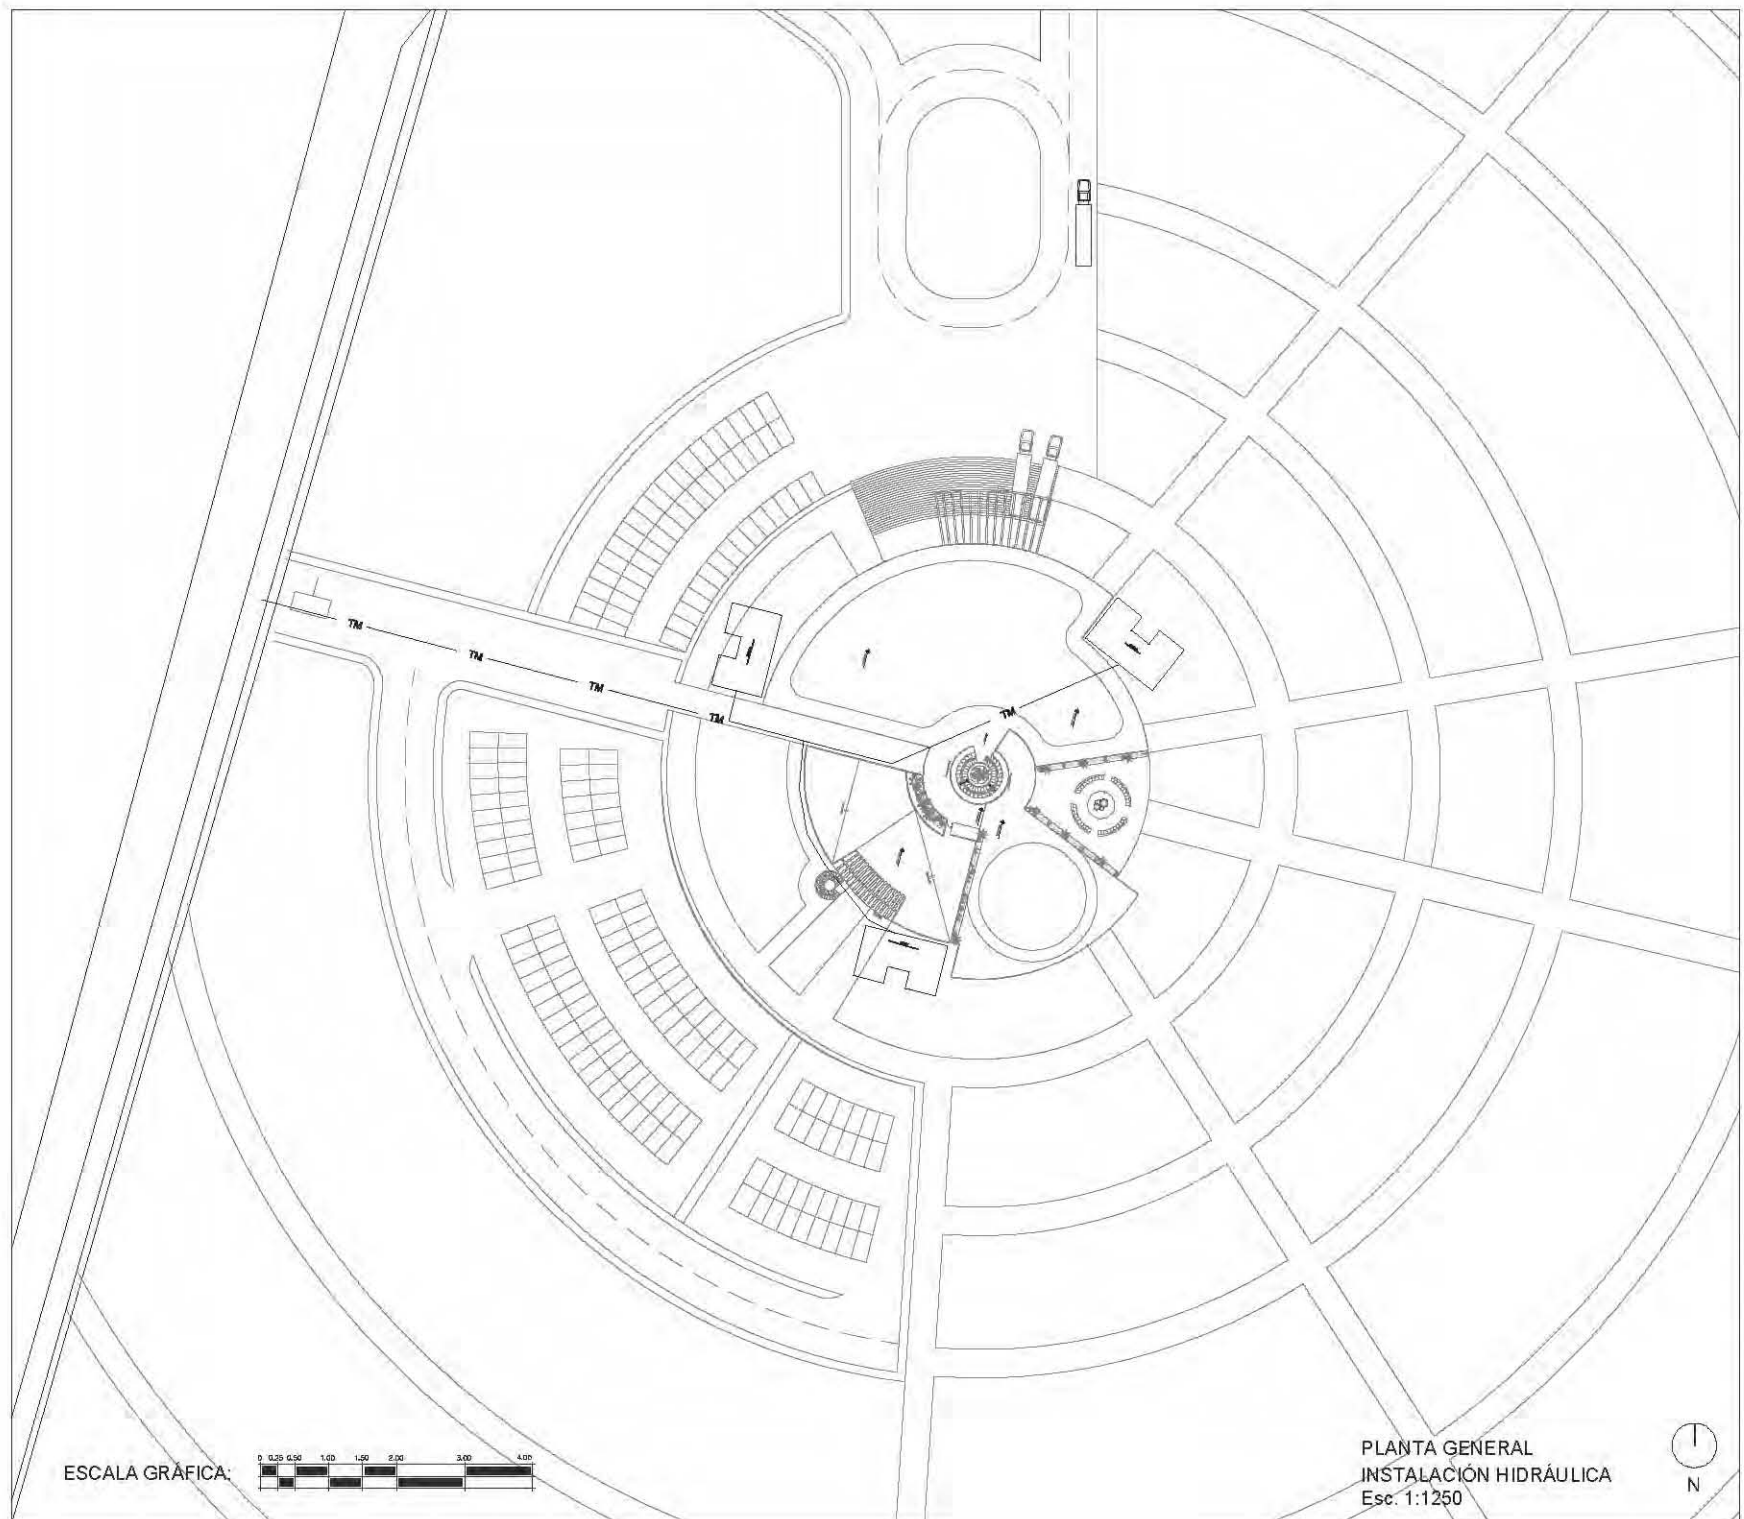 TM
TM
TM
TM
TM
ESCALA GRÁFICA:
0 0.25 0.50 1.00 1.50 2.00 3.00 4.00
PLANTA GENERAL
INSTALACIÓN HIDRÁULICA
Esc. 1:1250
N